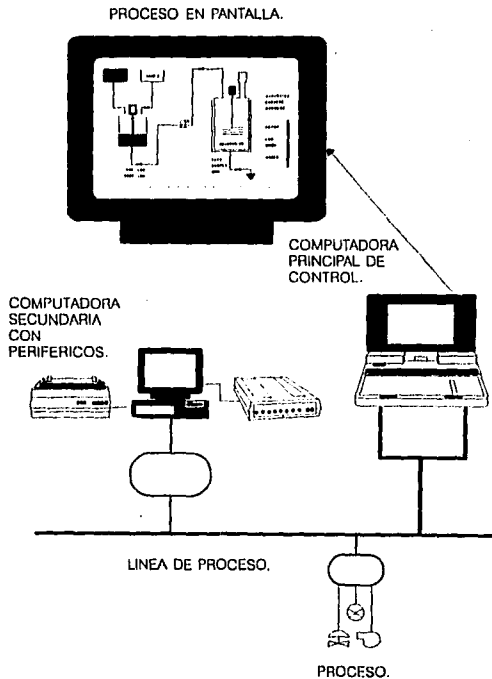 PROCESO EN PANTALLA.
COMPUTADORA
PRINCIPAL DE
CONTROL.
COMPUTADORA
SECUNDARIA
CON
PERIFERICOS.
LINEA DE PROCESO.
PROCESO.